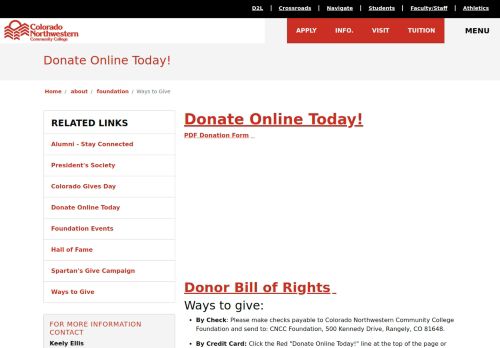 D2L | Crossroads | Navigate | Students | Faculty/Staff | Athletics
Colorado
Northwestern
Community College
APPLY INFO. VISIT TUITION MENU
Donate Online Today!
Home / about / foundation / Ways to Give
RELATED LINKS
Alumni - Stay Connected
President's Society
Colorado Gives Day
Donate Online Today
Foundation Events
Hall of Fame
Spartan's Give Campaign
Ways to Give
FOR MORE INFORMATION
CONTACT
Keely Ellis
Donate Online Today!
PDF Donation Form
Donor Bill of Rights
Ways to give:
• By Check: Please make checks payable to Colorado Northwestern Community College
Foundation and send to: CNCC Foundation, 500 Kennedy Drive, Rangely, CO 81648.
• By Credit Card: Click the Red "Donate Online Today!" line at the top of the page or